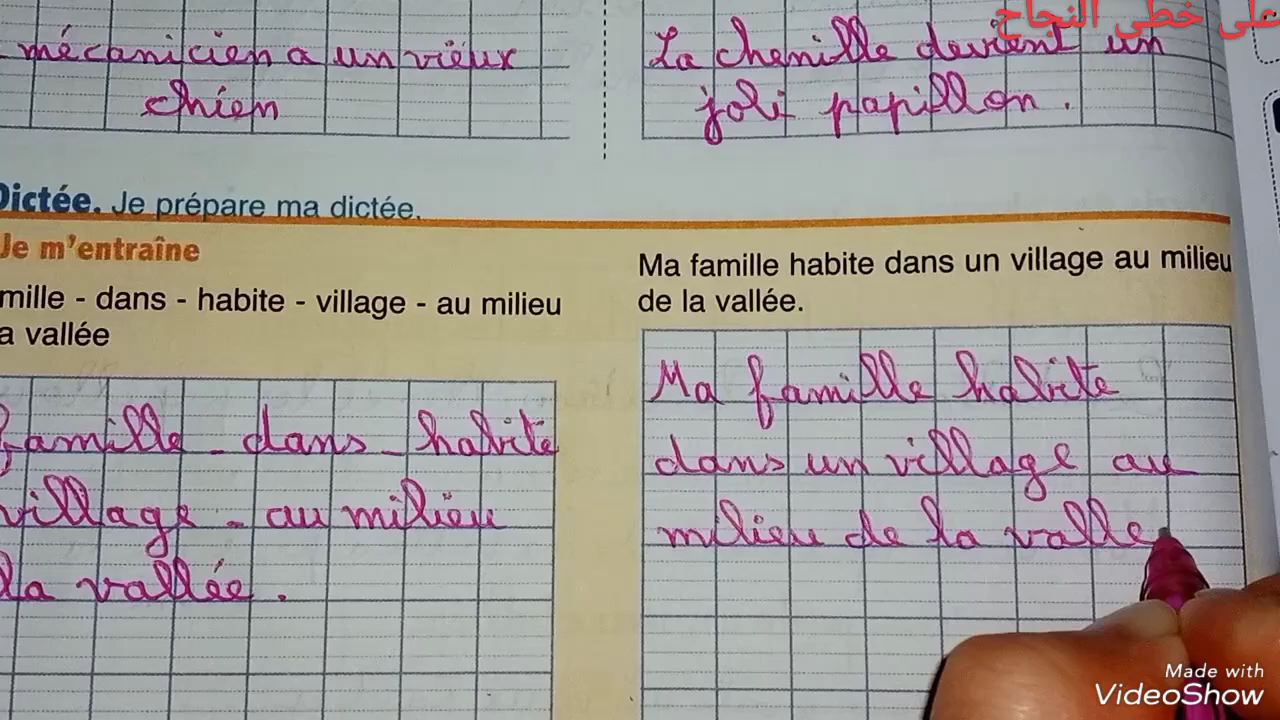 على خطى النجاح
mécanicien a un vieux
chien
La chenille devient un
joli papillon.
Dictée. Je prépare ma dictée.
Je m'entraîne
mille - dans - habite - village - au milieu
a vallée
famille - dans - habite
village - au milieu
la vallée.
Ma famille habite dans un village au milieu
de la vallée.
Ma famille habite
dans un village au
milieu de la valle
Made with
VideoShow